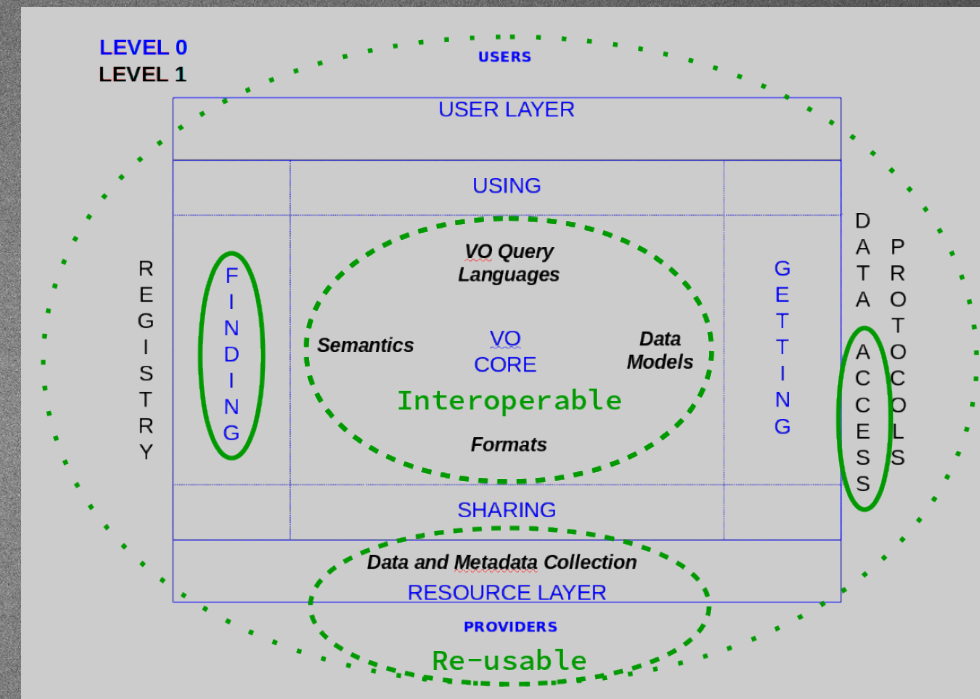 LEVEL 0
LEVEL 1
USERS
USER LAYER
USING
REGISTRY
FINDING
VO Query
Languages
Semantics
VO
CORE
Data
Models
Interoperable
Formats
GETTING
DATA ACCESS
PROTOCOLS
SHARING
Data and Metadata Collection
RESOURCE LAYER
PROVIDERS
Re-usable